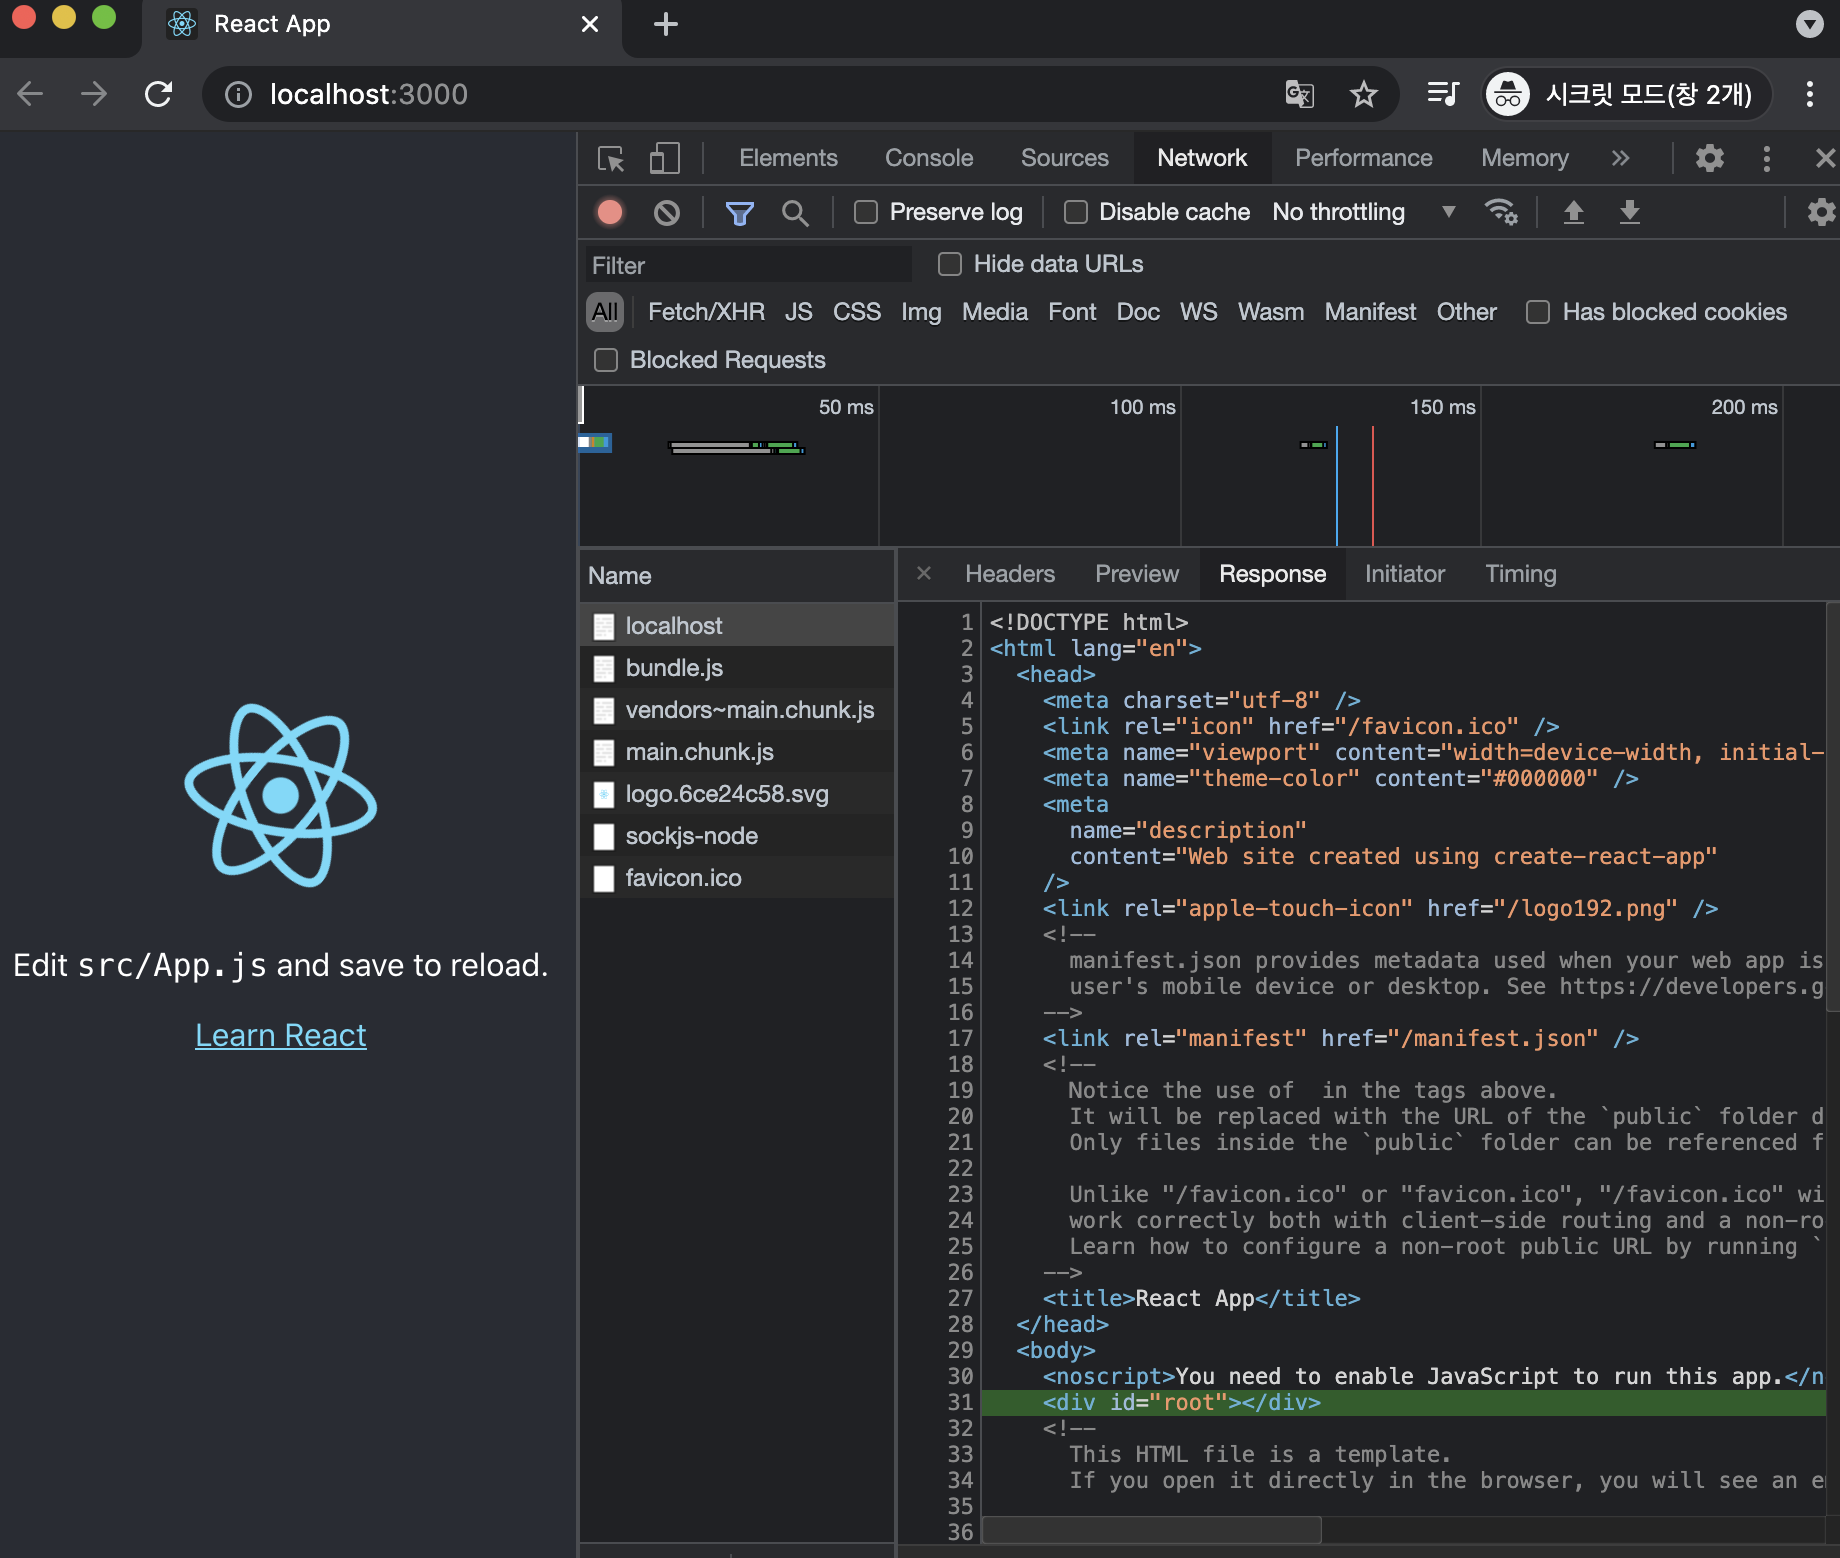 React App
localhost:3000
시크릿 모드(창 2개)
Elements Console Sources Network Performance Memory
Preserve log Disable cache No throttling
Filter Hide data URLs
All Fetch/XHR JS CSS Img Media Font Doc WS Wasm Manifest Other Has blocked cookies
Blocked Requests
50 ms 100 ms 150 ms 200 ms
Edit src/App.js and save to reload.
Learn React
Name
localhost
bundle.js
vendors~main.chunk.js
main.chunk.js
logo.6ce24c58.svg
sockjs-node
favicon.ico
Headers Preview Response Initiator Timing
1 <!DOCTYPE html>
2 <html lang="en">
3 <head>
4 <meta charset="utf-8" />
5 <link rel="icon" href="/favicon.ico" />
6 <meta name="viewport" content="width=device-width, initial-
7 <meta name="theme-color" content="#000000" />
8 <meta
9 name="description"
10 content="Web site created using create-react-app"
11 />
12 <link rel="apple-touch-icon" href="/logo192.png" />
13 <!--
14 manifest.json provides metadata used when your web app is
15 user's mobile device or desktop. See https://developers.g
16 -->
17 <link rel="manifest" href="/manifest.json" />
18 <!--
19 Notice the use of  in the tags above.
20 It will be replaced with the URL of the `public` folder d
21 Only files inside the `public` folder can be referenced f
22
23 Unlike "/favicon.ico" or "favicon.ico", "/favicon.ico" wi
24 work correctly both with client-side routing and a non-ro
25 Learn how to configure a non-root public URL by running `
26 -->
27 <title>React App</title>
28 </head>
29 <body>
30 <noscript>You need to enable JavaScript to run this app.</n
31 <div id="root"></div>
32 <!--
33 This HTML file is a template.
34 If you open it directly in the browser, you will see an e
35
36